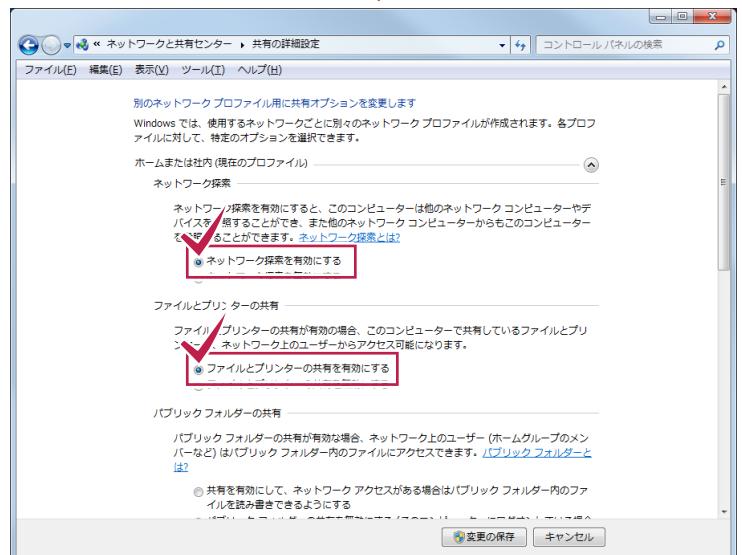 « ネットワークと共有センター ▸ 共有の詳細設定
コントロール パネルの検索
ファイル(F) 編集(E) 表示(V) ツール(T) ヘルプ(H)
別のネットワーク プロファイル用に共有オプションを変更します
Windows では、使用するネットワークごとに別々のネットワーク プロファイルが作成されます。各プロフ
ァイルに対して、特定のオプションを選択できます。
ホームまたは社内 (現在のプロファイル)
ネットワーク探索
ネットワーク探索を有効にすると、このコンピューターは他のネットワーク コンピューターやデ
バイスを 照することができ、また他のネットワーク コンピューターからもこのコンピューター
ることができます。ネットワーク探索とは?
ネットワーク探索を有効にする
ファイルとプリンターの共有
ファイル プリンターの共有が有効の場合、このコンピューターで共有しているファイルとプリ
ン ネットワーク上のユーザーからアクセス可能になります。
ファイルとプリンターの共有を有効にする
パブリック フォルダーの共有
パブリック フォルダーの共有が有効な場合、ネットワーク上のユーザー (ホームグループのメン
バーなど) はパブリック フォルダー内のファイルにアクセスできます。パブリック フォルダーと
は?
共有を有効にして、ネットワーク アクセスがある場合はパブリック フォルダー内のファ
イルを読み書きできるようにする
変更の保存 キャンセル